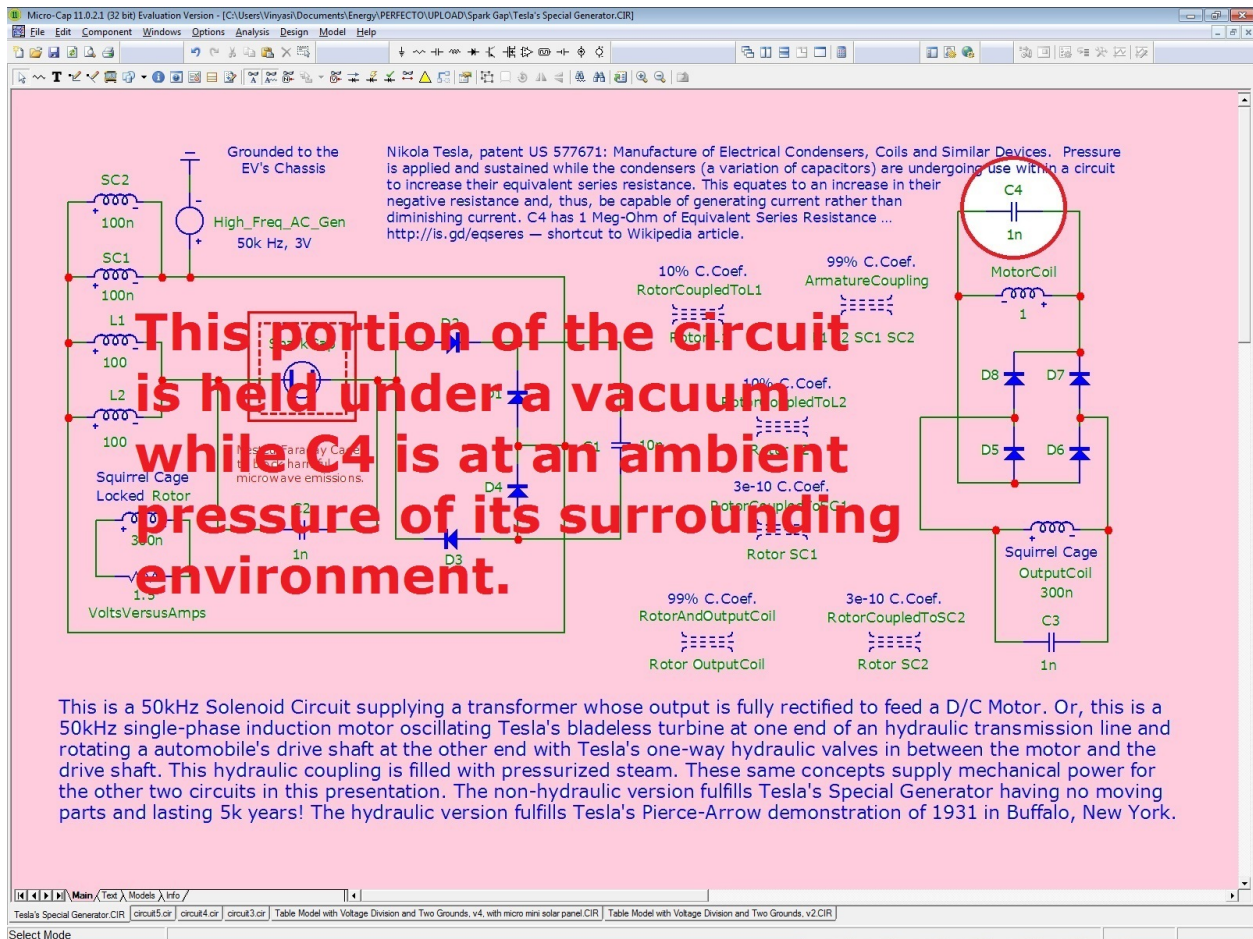 Micro-Cap 11.0.2.1 (32 bit) Evaluation Version - [C:\Users\Vinyasi\Documents\Energy\PERFECTO\UPLOAD\Spark Gap\Tesla's Special Generator.CIR]
File Edit Component Windows Options Analysis Design Model Help
Grounded to the
EV's Chassis
Nikola Tesla, patent US 577671: Manufacture of Electrical Condensers, Coils and Similar Devices. Pressure
is applied and sustained while the condensers (a variation of capacitors) are undergoing use within a circuit
to increase their equivalent series resistance. This equates to an increase in their
negative resistance and, thus, be capable of generating current rather than
diminishing current. C4 has 1 Meg-Ohm of Equivalent Series Resistance ...
http://is.gd/eqseres — shortcut to Wikipedia article.
SC2
100n
High_Freq_AC_Gen
50k Hz, 3V
SC1
100n
C4
1n
MotorCoil
1
10% C.Coef.
RotorCoupledToL1
99% C.Coef.
ArmatureCoupling
SC1 SC2
L1
100
L2
100
D2
This portion of the circuit
is held under a vacuum
while C4 is at an ambient
pressure of its surrounding
environment.
D8
D7
D5
D6
10% C.Coef.
RotorCoupledToL2
C1
10n
microwave emissions.
D4
3e-10 C.Coef.
Rotor SC1
Squirrel Cage
Locked Rotor
300n
1.5
VoltsVersusAmps
C2
1n
D3
Squirrel Cage
OutputCoil
300n
C3
1n
99% C.Coef.
RotorAndOutputCoil
Rotor OutputCoil
3e-10 C.Coef.
RotorCoupledToSC2
Rotor SC2
This is a 50kHz Solenoid Circuit supplying a transformer whose output is fully rectified to feed a D/C Motor. Or, this is a
50kHz single-phase induction motor oscillating Tesla's bladeless turbine at one end of an hydraulic transmission line and
rotating a automobile's drive shaft at the other end with Tesla's one-way hydraulic valves in between the motor and the
drive shaft. This hydraulic coupling is filled with pressurized steam. These same concepts supply mechanical power for
the other two circuits in this presentation. The non-hydraulic version fulfills Tesla's Special Generator having no moving
parts and lasting 5k years! The hydraulic version fulfills Tesla's Pierce-Arrow demonstration of 1931 in Buffalo, New York.
Main Text Models Info
Tesla's Special Generator.CIR circuit5.cir circuit4.cir circuit3.cir Table Model with Voltage Division and Two Grounds, v4, with micro mini solar panel.CIR Table Model with Voltage Division and Two Grounds, v2.CIR
Select Mode